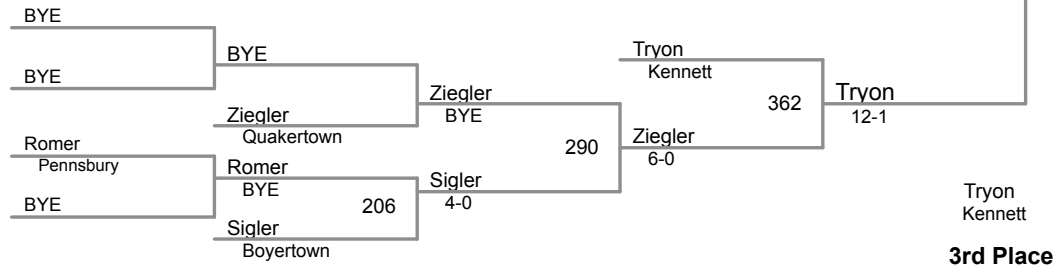 BYE
BYE
BYE
Ziegler
Quakertown
Ziegler
BYE
Romer
Pennsbury
BYE
Romer
BYE
206
Sigler
Boyertown
Sigler
4-0
290
Tryon
Kennett
Ziegler
6-0
362
Tryon
12-1
Tryon
Kennett
3rd Place